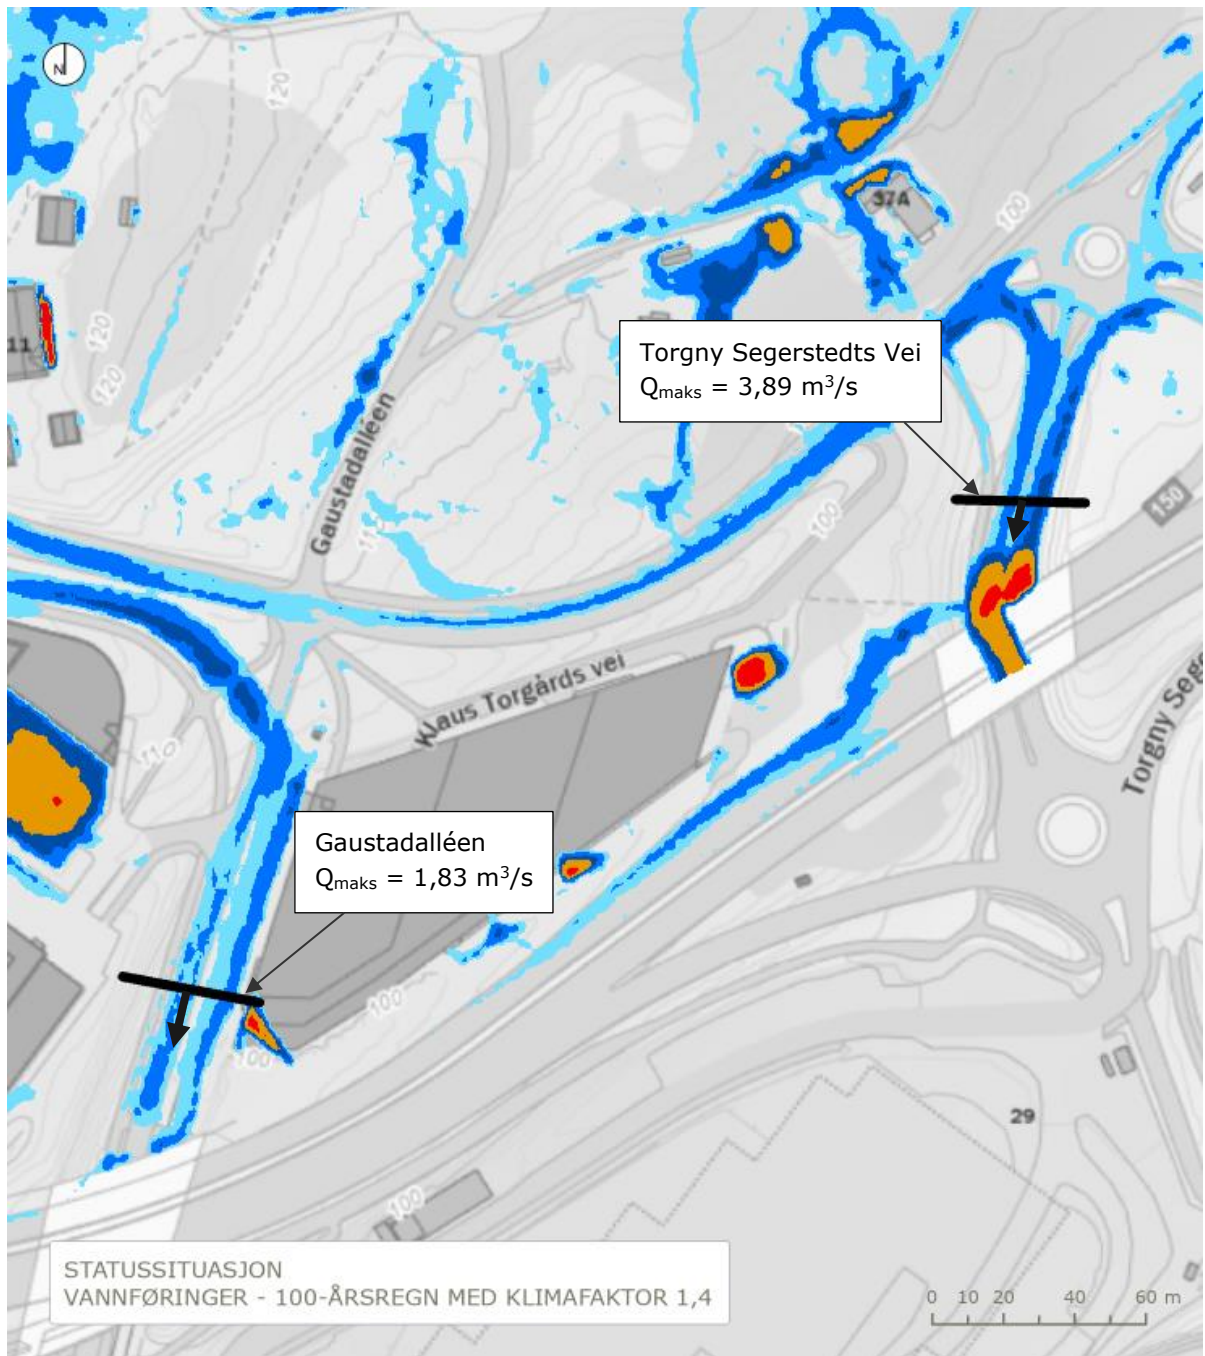 N
120
37A
100
120
11
120
Torgny Segerstedts Vei
Qmaks = 3,89 m³/s
Gaustadalléen
150
100
Klaus Torgårds vei
110
Torgny Sege
Gaustadalléen
Qmaks = 1,83 m³/s
100
100
29
100
STATUSSITUASJON
VANNFØRINGER - 100-ÅRSREGN MED KLIMAFAKTOR 1,4
0 10 20 40 60 m